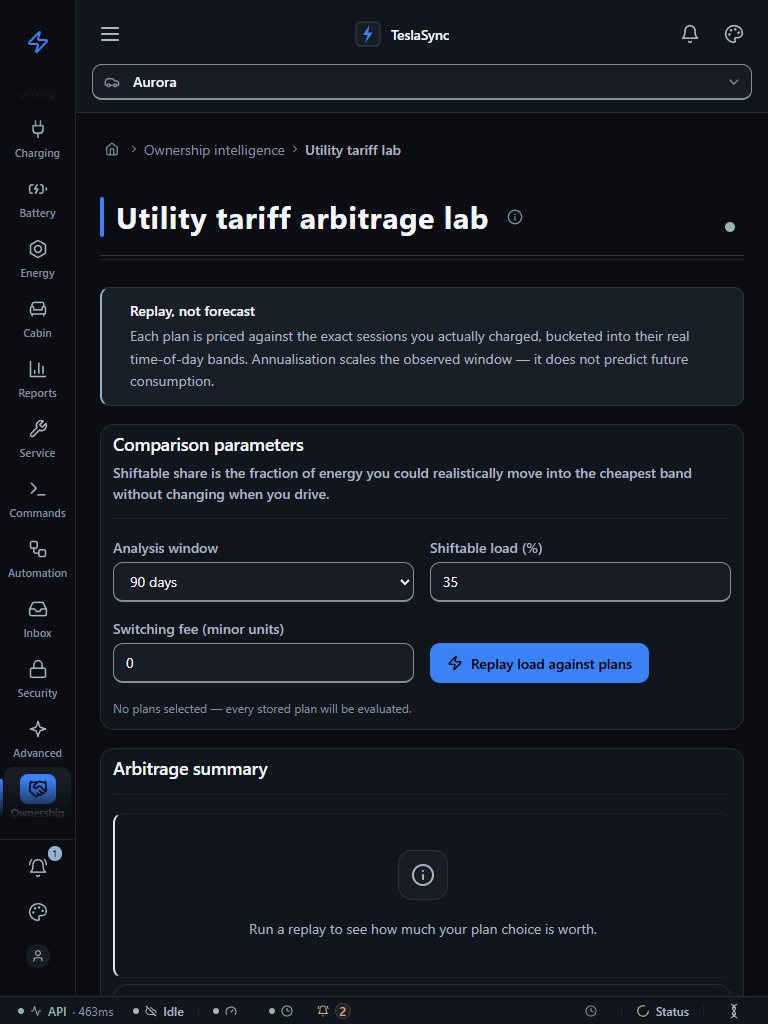 TeslaSync
Aurora
Driving
Charging
Battery
Energy
Cabin
Reports
Service
Commands
Automation
Inbox
Security
Advanced
Ownership
1
Ownership intelligence
Utility tariff lab
Utility tariff arbitrage lab
Replay, not forecast
Each plan is priced against the exact sessions you actually charged, bucketed into their real
time-of-day bands. Annualisation scales the observed window — it does not predict future
consumption.
Comparison parameters
Shiftable share is the fraction of energy you could realistically move into the cheapest band
without changing when you drive.
Analysis window
Shiftable load (%)
90 days
35
Switching fee (minor units)
0
Replay load against plans
No plans selected — every stored plan will be evaluated.
Arbitrage summary
Run a replay to see how much your plan choice is worth.
API · 463ms
Idle
2
Status